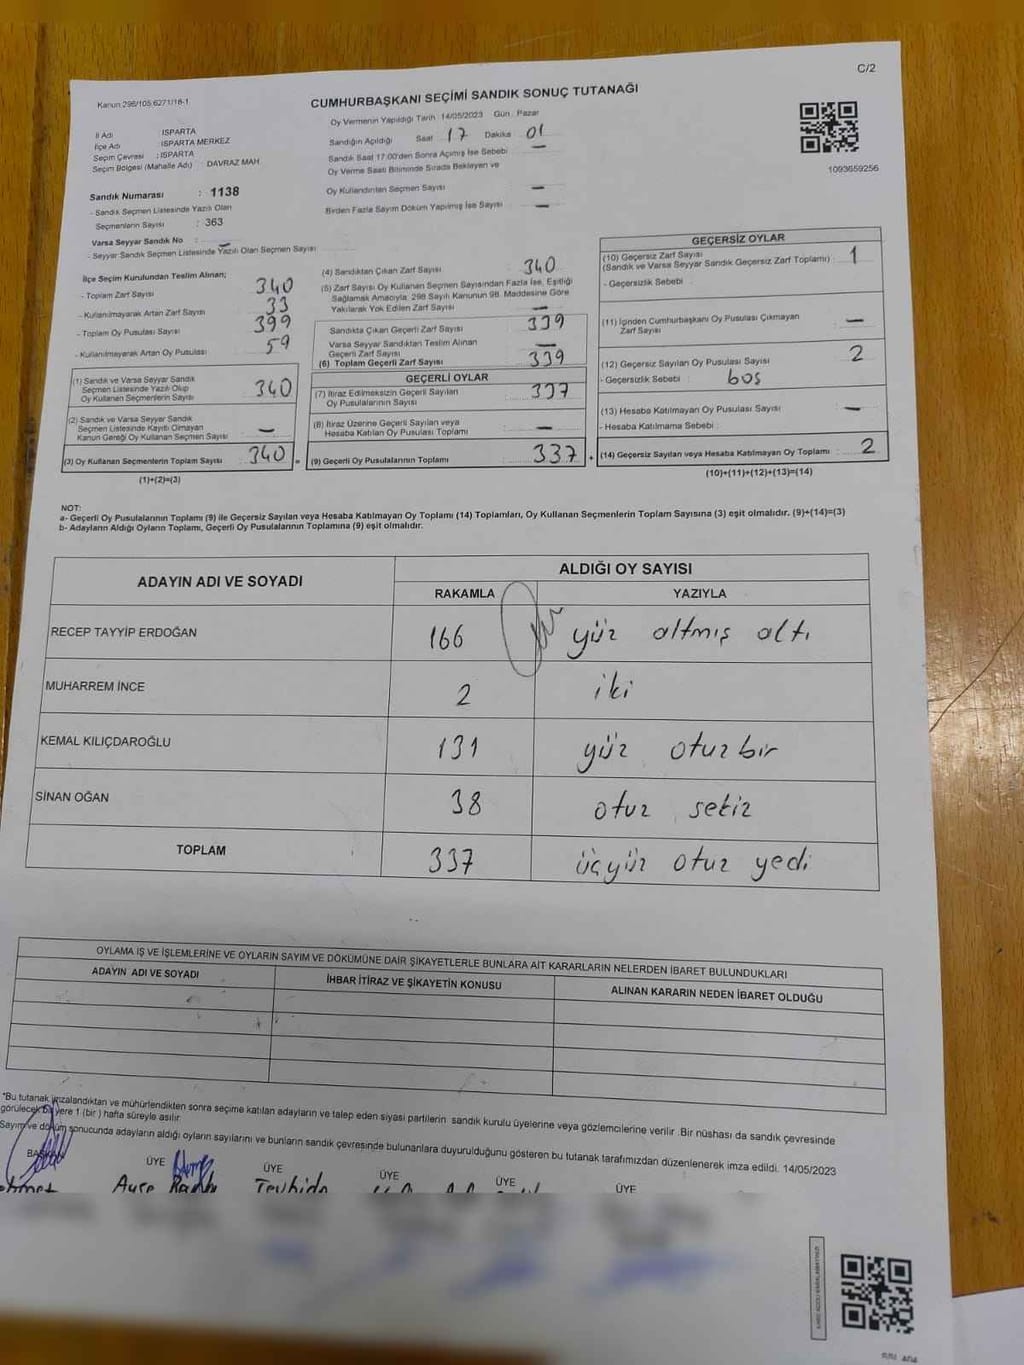 C/2
Kanun 298/105.6271/18-1
CUMHURBAŞKANI SEÇİMİ SANDIK SONUÇ TUTANAĞI
Oy Vermenin Yapıldığı Tarih 14/05/2023 Gün Pazar
İl Adı ISPARTA
İlçe Adı ISPARTA MERKEZ
Seçim Çevresi : ISPARTA
Seçim Bölgesi (Mahalle Adı) : DAVRAZ MAH.
Sandığın Açıldığı Saat 17 Dakika 01
Sandık Saat 17:00'den Sonra Açılmış İse Sebebi —
Oy Verme Saati Bitiminde Sırada Bekleyen ve
Oy Kullandırılan Seçmen Sayısı —
Birden Fazla Sayım Döküm Yapılmış İse Sayısı —
1093659256
Sandık Numarası : 1138
- Sandık Seçmen Listesinde Yazılı Olan
Seçmenlerin Sayısı : 363
Varsa Seyyar Sandık No : —
- Seyyar Sandık Seçmen Listesinde Yazılı Olan Seçmen Sayısı
İlçe Seçim Kurulundan Teslim Alınan;
- Toplam Zarf Sayısı 340
- Kullanılmayarak Artan Zarf Sayısı 33
- Toplam Oy Pusulası Sayısı 399
- Kullanılmayarak Artan Oy Pusulası 59
(1) Sandık ve Varsa Seyyar Sandık
Seçmen Listesinde Yazılı Olup
Oy Kullanan Seçmenlerin Sayısı 340
(2) Sandık ve Varsa Seyyar Sandık
Seçmen Listesinde Kayıtlı Olmayan
Kanun Gereği Oy Kullanan Seçmen Sayısı —
(3) Oy Kullanan Seçmenlerin Toplam Sayısı 340
(1)+(2)=(3)
(4) Sandıktan Çıkan Zarf Sayısı 340
(5) Zarf Sayısı Oy Kullanan Seçmen Sayısından Fazla İse, Eşitliği
Sağlamak Amacıyla; 298 Sayılı Kanunun 98. Maddesine Göre
Yakılarak Yok Edilen Zarf Sayısı —
Sandıkta Çıkan Geçerli Zarf Sayısı 339
Varsa Seyyar Sandıktan Teslim Alınan
Geçerli Zarf Sayısı —
(6) Toplam Geçerli Zarf Sayısı 339
GEÇERLİ OYLAR
(7) İtiraz Edilmeksizin Geçerli Sayılan
Oy Pusulalarının Sayısı 337
(8) İtiraz Üzerine Geçerli Sayılan veya
Hesaba Katılan Oy Pusulası Toplamı —
= (9) Geçerli Oy Pusulalarının Toplamı 337
GEÇERSİZ OYLAR
(10) Geçersiz Zarf Sayısı
(Sandık ve Varsa Seyyar Sandık Geçersiz Zarf Toplamı) : 1
- Geçersizlik Sebebi
(11) İçinden Cumhurbaşkanı Oy Pusulası Çıkmayan
Zarf Sayısı —
(12) Geçersiz Sayılan Oy Pusulası Sayısı 2
- Geçersizlik Sebebi : boş
(13) Hesaba Katılmayan Oy Pusulası Sayısı —
- Hesaba Katılmama Sebebi
+ (14) Geçersiz Sayılan veya Hesaba Katılmayan Oy Toplamı 2
(10)+(11)+(12)+(13)=(14)
NOT:
a- Geçerli Oy Pusulalarının Toplamı (9) ile Geçersiz Sayılan veya Hesaba Katılmayan Oy Toplamı (14) Toplamları, Oy Kullanan Seçmenlerin Toplam Sayısına (3) eşit olmalıdır. (9)+(14)=(3)
b- Adayların Aldığı Oyların Toplamı, Geçerli Oy Pusulalarının Toplamına (9) eşit olmalıdır.
ADAYIN ADI VE SOYADI
ALDIĞI OY SAYISI
RAKAMLA YAZIYLA
RECEP TAYYİP ERDOĞAN 166 yüz altmış altı
MUHARREM İNCE 2 iki
KEMAL KILIÇDAROĞLU 131 yüz otuz bir
SİNAN OĞAN 38 otuz sekiz
TOPLAM 337 üçyüz otuz yedi
OYLAMA İŞ VE İŞLEMLERİNE VE OYLARIN SAYIM VE DÖKÜMÜNE DAİR ŞİKAYETLERLE BUNLARA AİT KARARLARIN NELERDEN İBARET BULUNDUKLARI
ADAYIN ADI VE SOYADI İHBAR İTİRAZ VE ŞİKAYETİN KONUSU ALINAN KARARIN NEDEN İBARET OLDUĞU
*Bu tutanak imzalandıktan ve mühürlendikten sonra seçime katılan adayların ve talep eden siyasi partilerin sandık kurulu üyelerine veya gözlemcilerine verilir .Bir nüshası da sandık çevresinde
görülecek bir yere 1 (bir ) hafta süreyle asılır.
Sayım ve döküm sonucunda adayların aldığı oyların sayılarını ve bunların sandık çevresinde bulunanlara duyurulduğunu gösteren bu tutanak tarafımızdan düzenlenerek imza edildi. 14/05/2023
BAŞKAN ÜYE ÜYE ÜYE ÜYE ÜYE